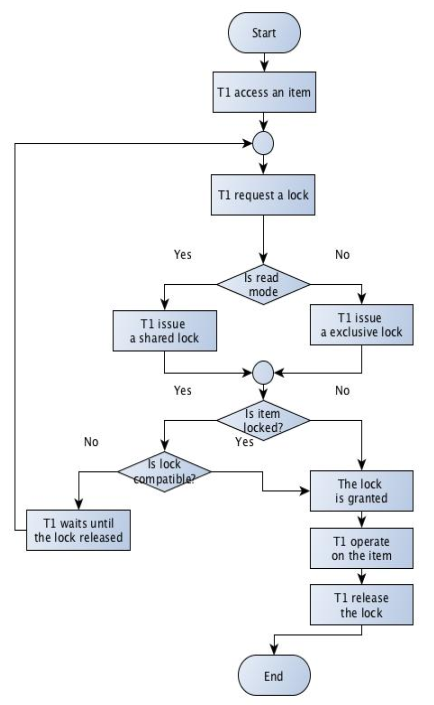 Start
T1 access an item
T1 request a lock
Yes
No
Is read
mode
T1 issue
a shared lock
T1 issue
a exclusive lock
Yes
No
Is item
locked?
No
Yes
Is lock
compatible?
The lock
is granted
T1 waits until
the lock released
T1 operate
on the item
T1 release
the lock
End